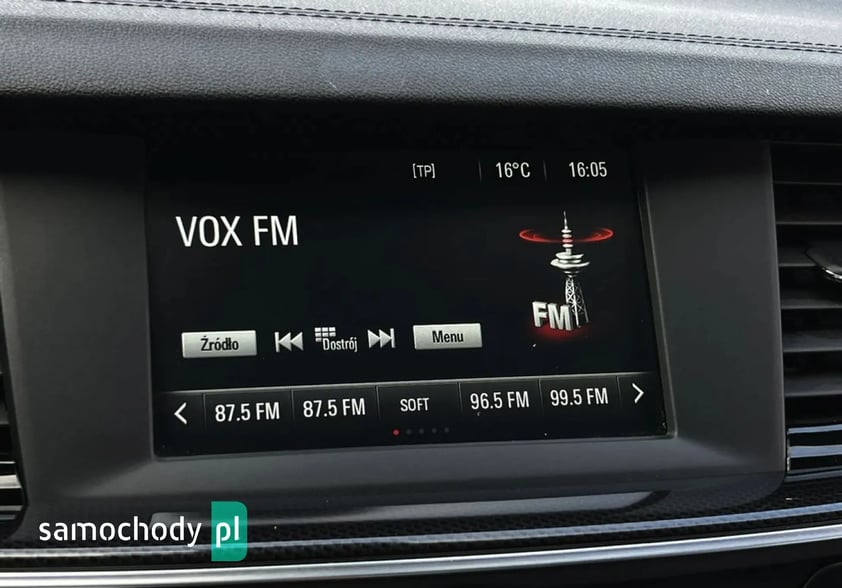 [TP] 16°C 16:05
VOX FM
FM
Źródło Dostrój Menu
87.5 FM 87.5 FM SOFT 96.5 FM 99.5 FM
samochody pl